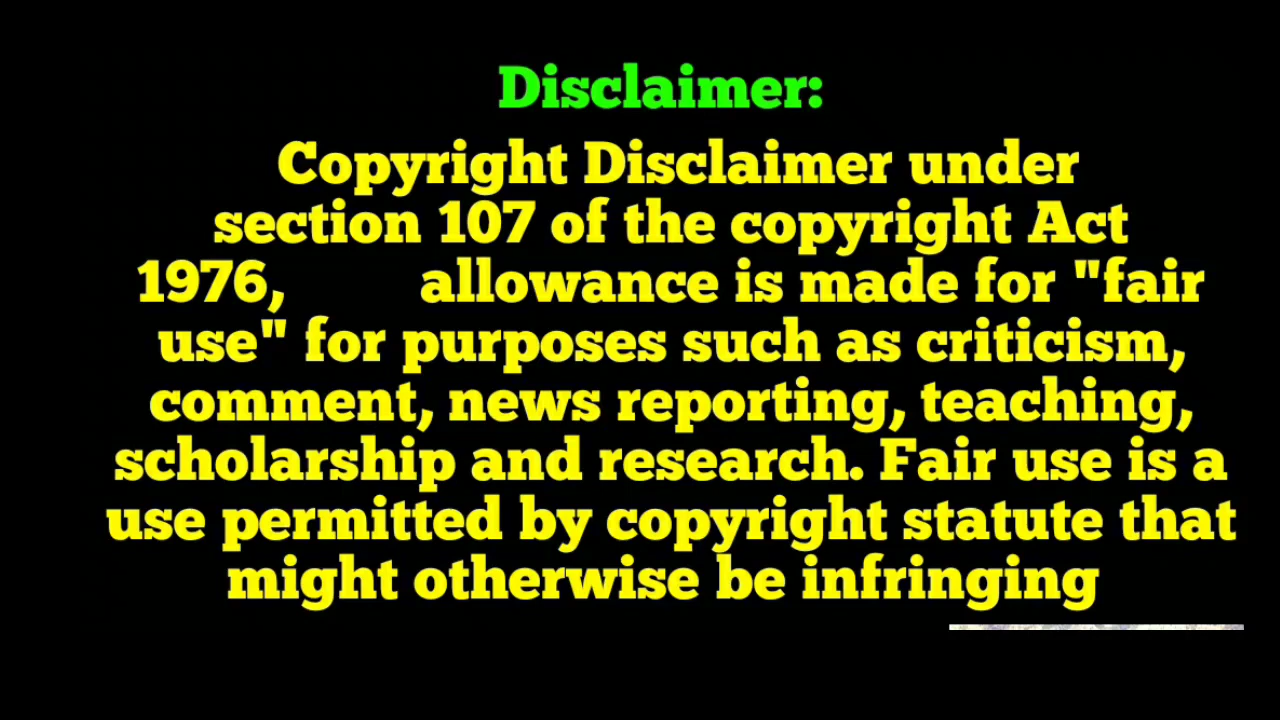 Disclaimer:
Copyright Disclaimer under
section 107 of the copyright Act
1976, allowance is made for "fair
use" for purposes such as criticism,
comment, news reporting, teaching,
scholarship and research. Fair use is a
use permitted by copyright statute that
might otherwise be infringing